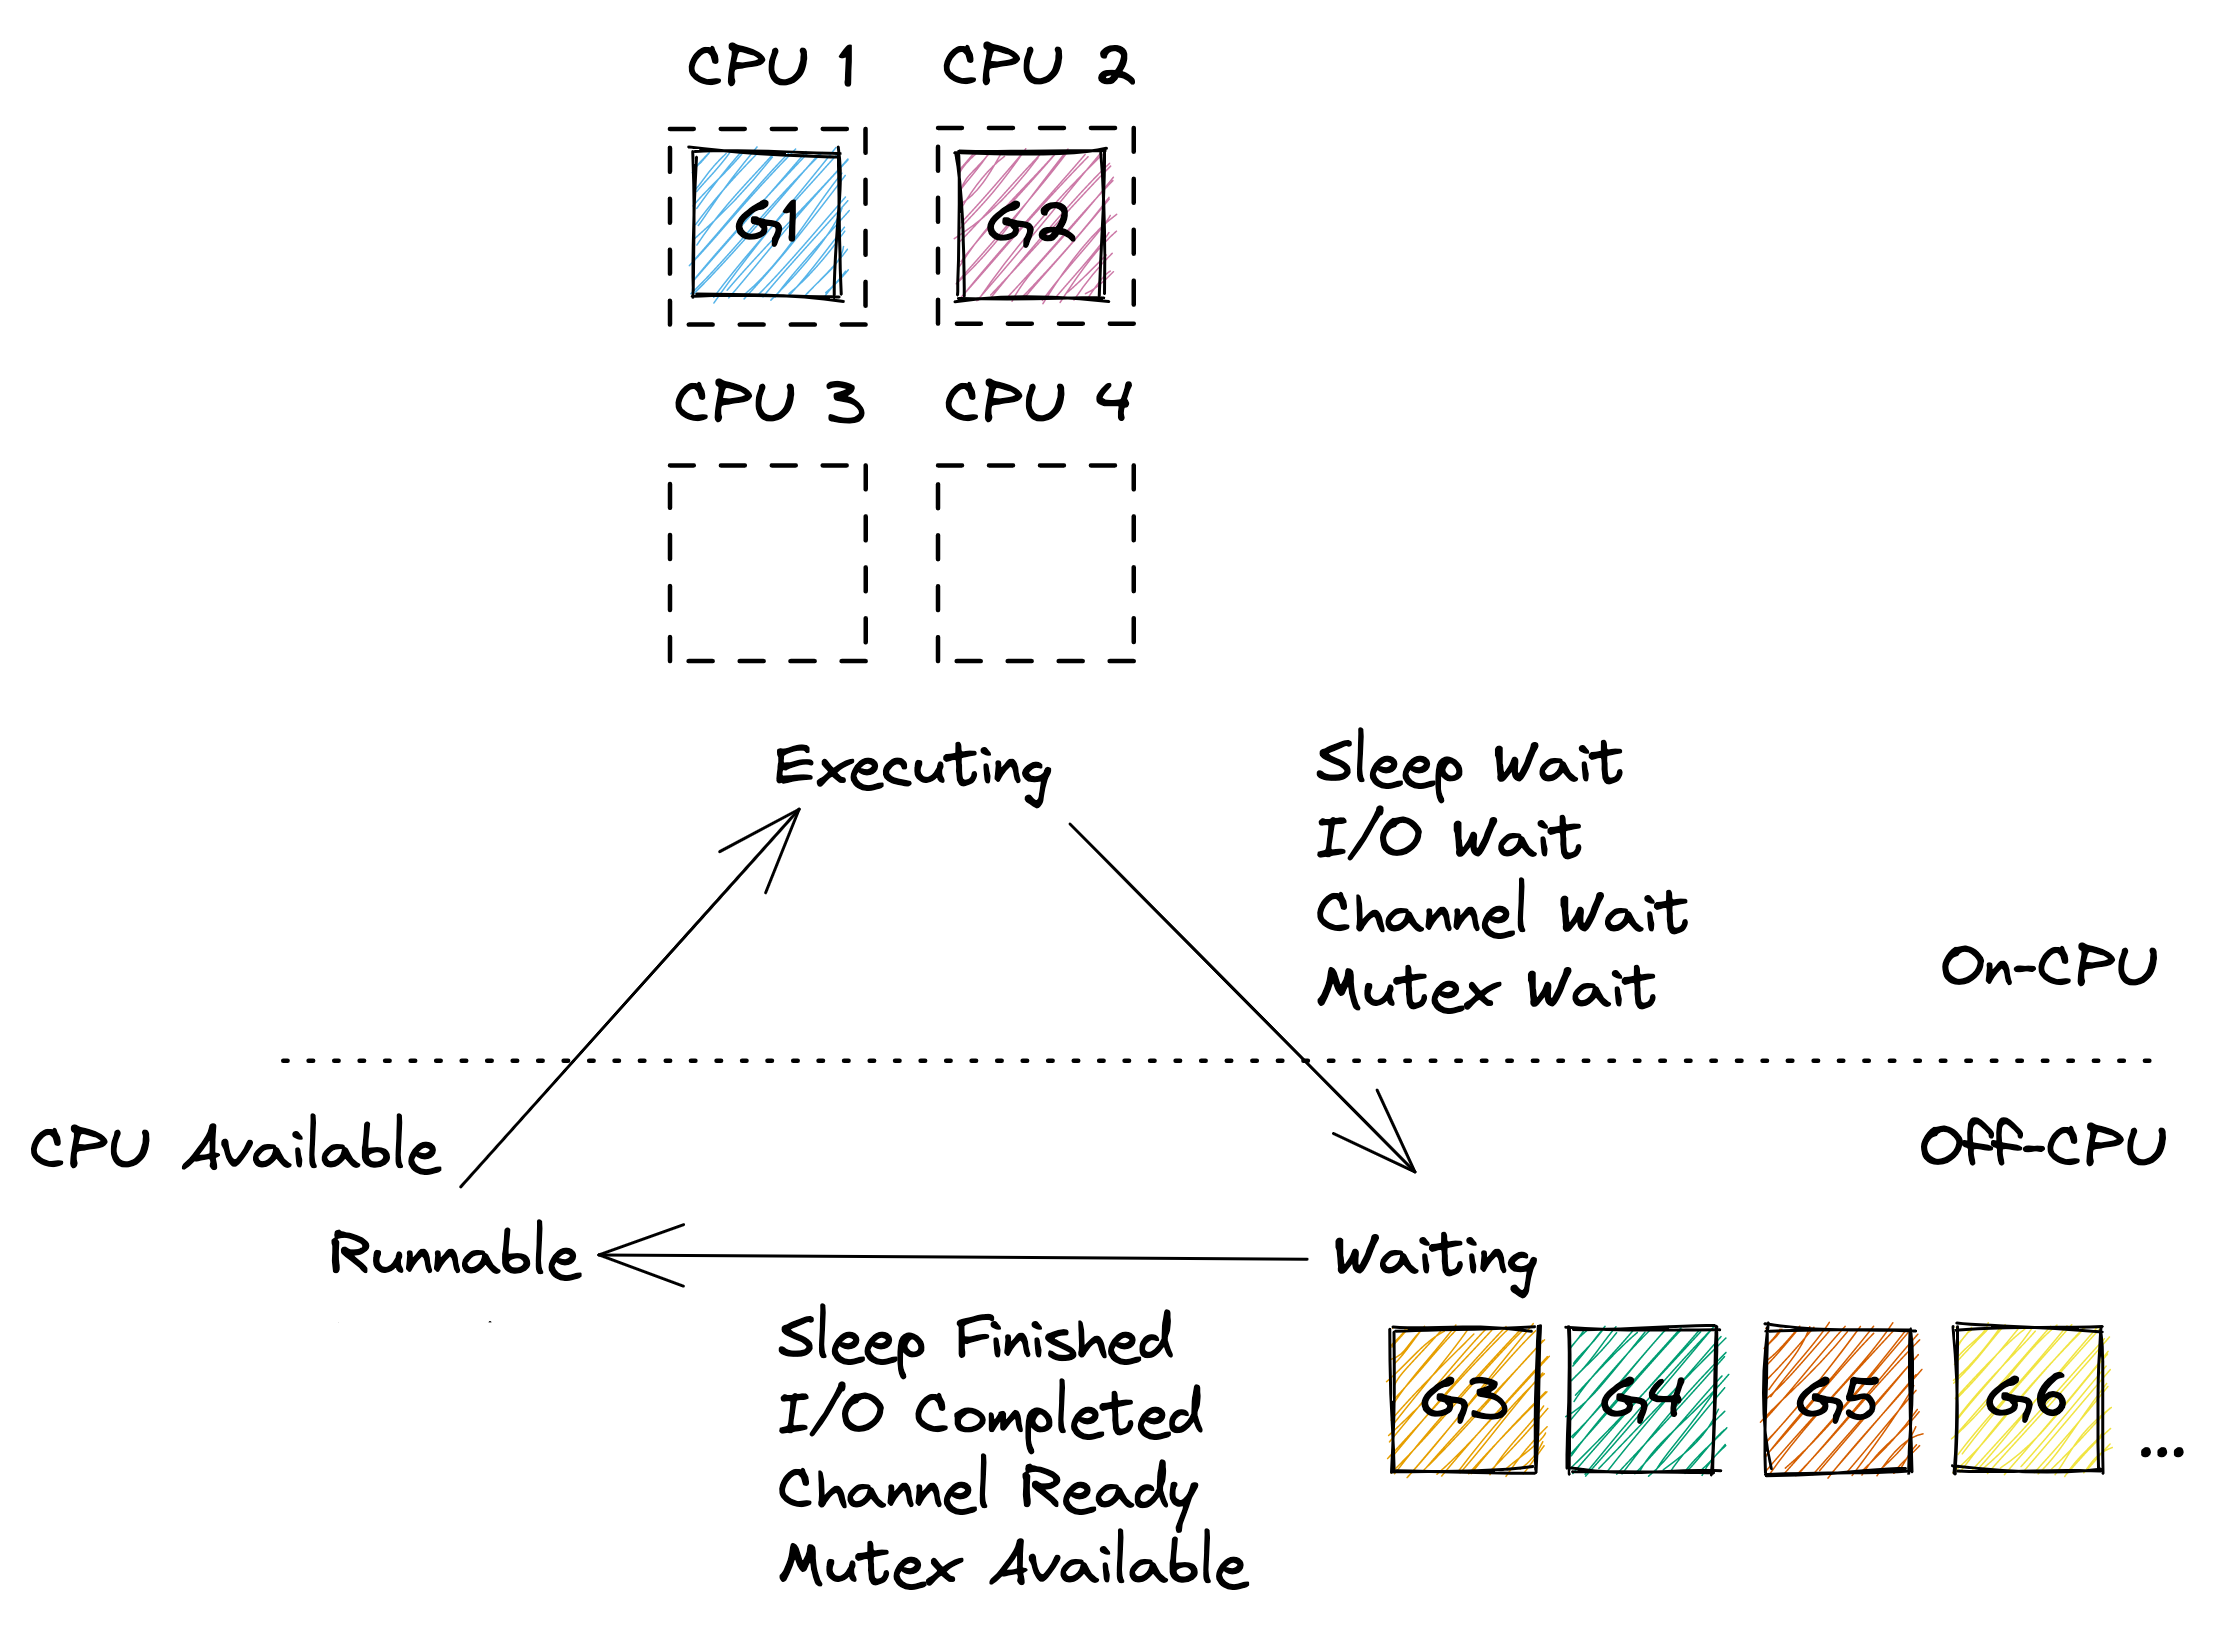 CPU 1
CPU 2
G1
G2
CPU 3
CPU 4
Executing
Sleep Wait
I/O Wait
Channel Wait
Mutex Wait
On-CPU
CPU Available
Off-CPU
Runnable
Waiting
Sleep Finished
I/O Completed
Channel Ready
Mutex Available
G3
G4
G5
G6
...